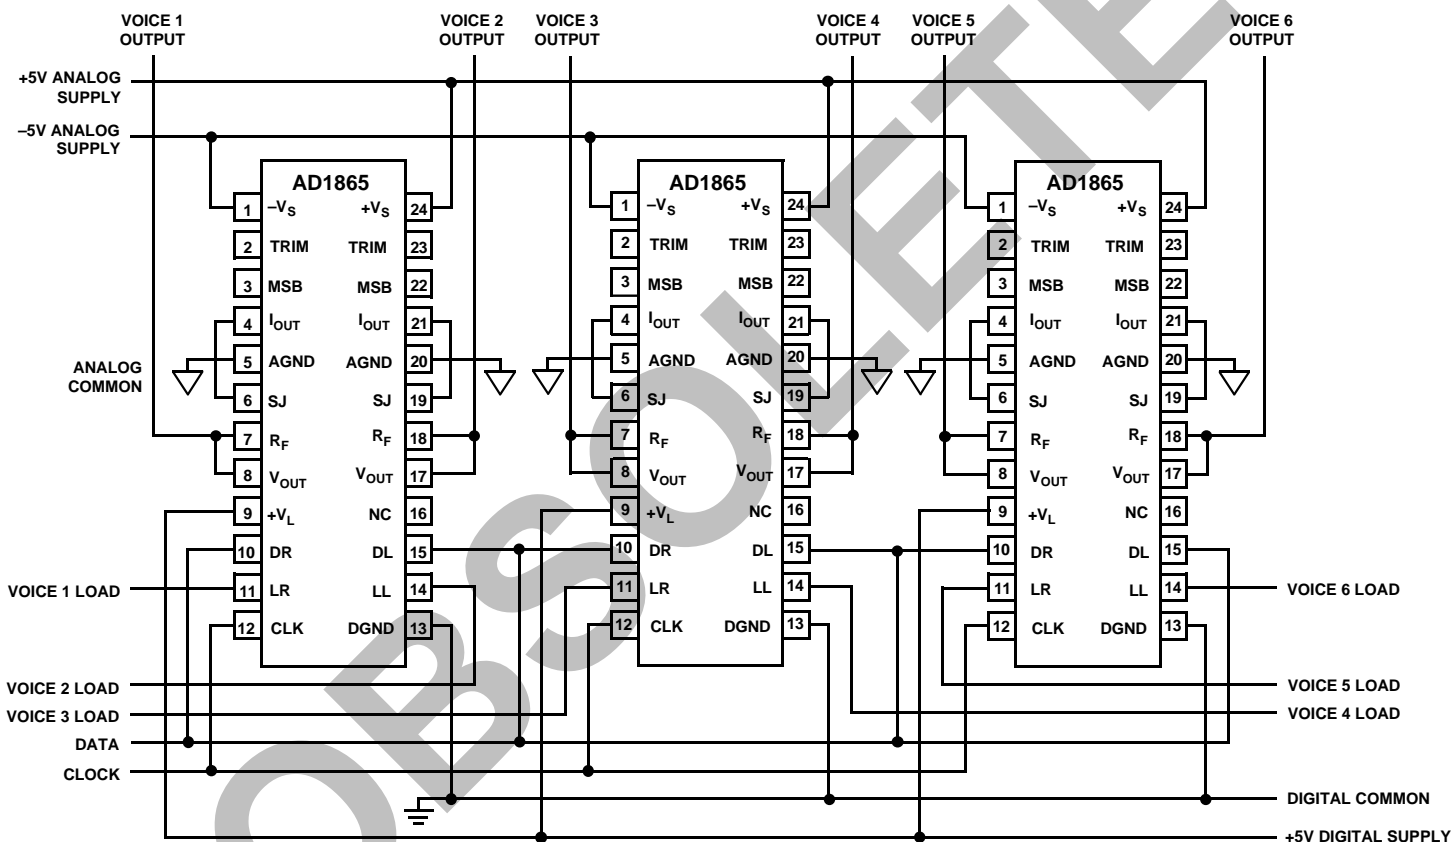 VOICE 1 OUTPUT
VOICE 2 OUTPUT
VOICE 3 OUTPUT
VOICE 4 OUTPUT
VOICE 5 OUTPUT
VOICE 6 OUTPUT
+5V ANALOG SUPPLY
–5V ANALOG SUPPLY
ANALOG COMMON
AD1865
1 –VS +VS 24
2 TRIM TRIM 23
3 MSB MSB 22
4 IOUT IOUT 21
5 AGND AGND 20
6 SJ SJ 19
7 RF RF 18
8 VOUT VOUT 17
9 +VL NC 16
10 DR DL 15
11 LR LL 14
12 CLK DGND 13
AD1865
1 –VS +VS 24
2 TRIM TRIM 23
3 MSB MSB 22
4 IOUT IOUT 21
5 AGND AGND 20
6 SJ SJ 19
7 RF RF 18
8 VOUT VOUT 17
9 +VL NC 16
10 DR DL 15
11 LR LL 14
12 CLK DGND 13
AD1865
1 –VS +VS 24
2 TRIM TRIM 23
3 MSB MSB 22
4 IOUT IOUT 21
5 AGND AGND 20
6 SJ SJ 19
7 RF RF 18
8 VOUT VOUT 17
9 +VL NC 16
10 DR DL 15
11 LR LL 14
12 CLK DGND 13
VOICE 1 LOAD
VOICE 2 LOAD
VOICE 3 LOAD
DATA
CLOCK
VOICE 6 LOAD
VOICE 5 LOAD
VOICE 4 LOAD
DIGITAL COMMON
+5V DIGITAL SUPPLY
OBSOLETE